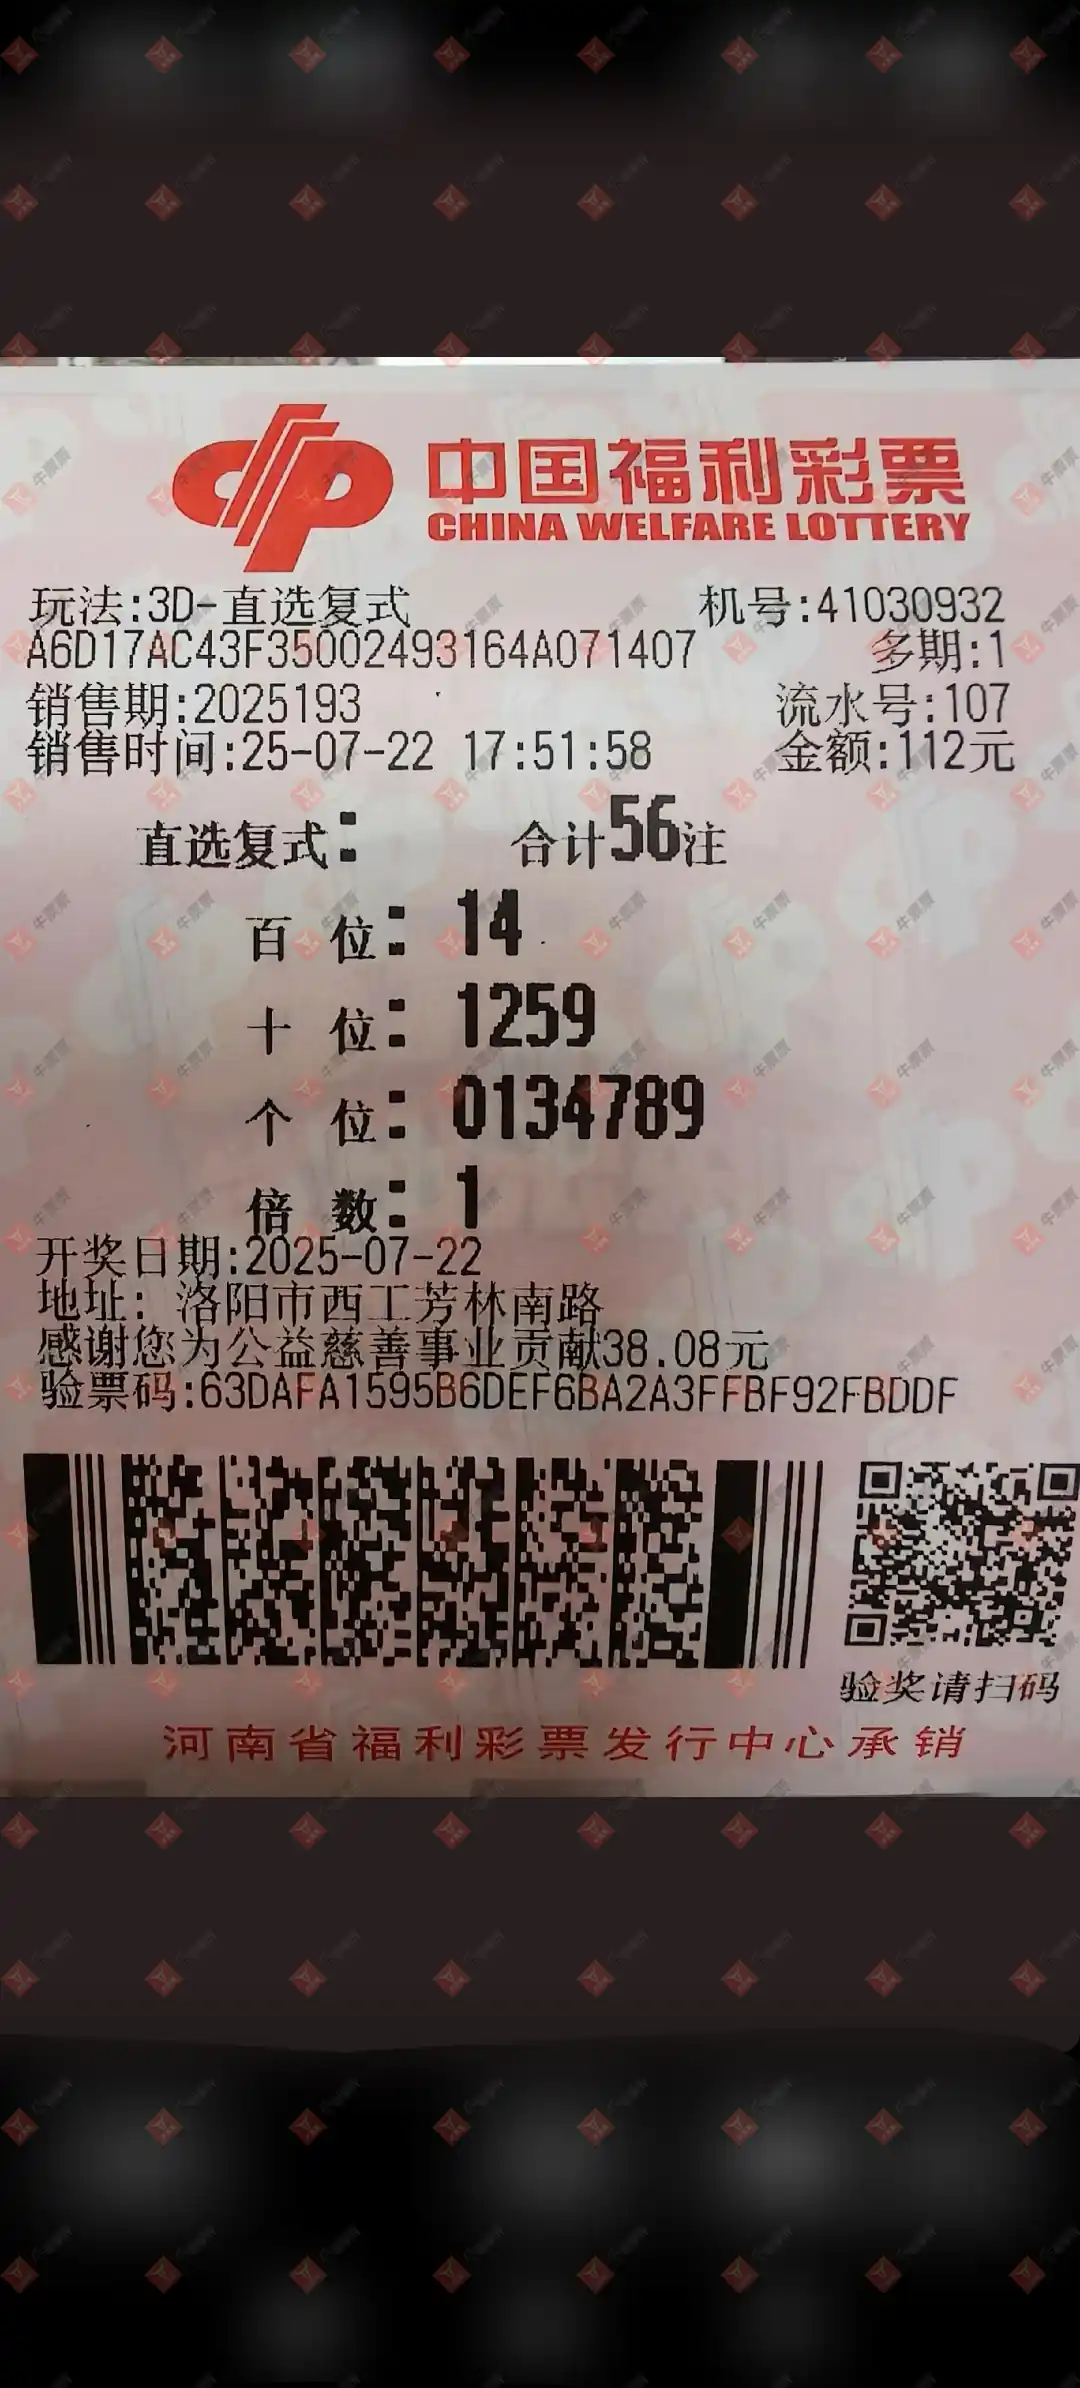 中国福利彩票
CHINA WELFARE LOTTERY
玩法:3D-直选复式 机号:41030932
A6D17AC43F35002493164A071407 多期:1
销售期:2025193 流水号:107
销售时间:25-07-22 17:51:58 金额:112元
直选复式: 合计56注
百 位: 14
十 位: 1259
个 位: 0134789
倍 数: 1
开奖日期:2025-07-22
地址: 洛阳市西工芳林南路
感谢您为公益慈善事业贡献38.08元
验票码:63DAFA1595B6DEF6BA2A3FFBF92FBDDF
验奖请扫码
河南省福利彩票发行中心承销
牛票票